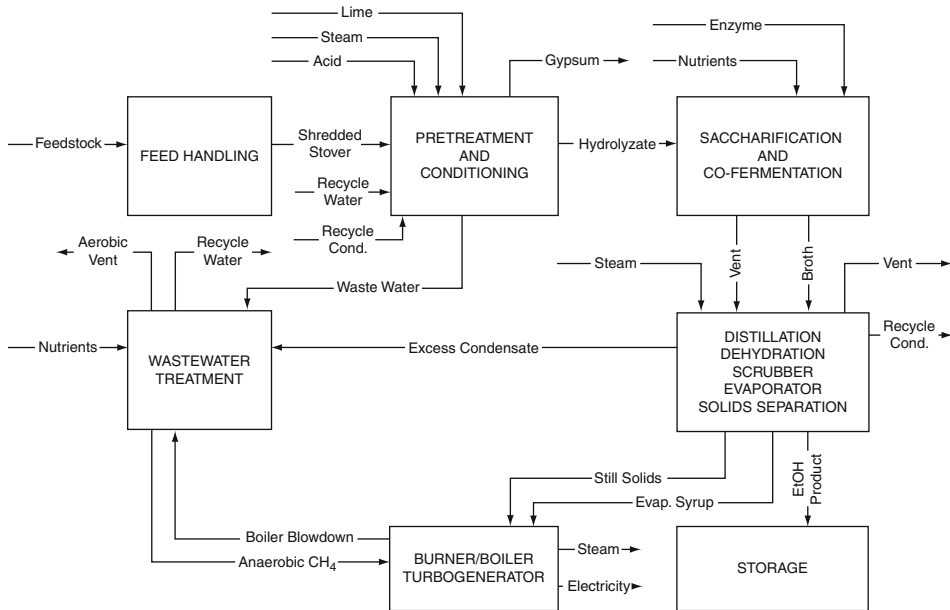 Lime
Steam
Acid
Enzyme
Gypsum
Nutrients
Feedstock
FEED HANDLING
Shredded
Stover
PRETREATMENT
AND
CONDITIONING
Hydrolyzate
SACCHARIFICATION
AND
CO-FERMENTATION
Recycle
Water
Recycle
Cond.
Aerobic
Vent
Recycle
Water
Waste Water
Steam
Vent
Broth
Vent
Nutrients
WASTEWATER
TREATMENT
Excess Condensate
DISTILLATION
DEHYDRATION
SCRUBBER
EVAPORATOR
SOLIDS SEPARATION
Recycle
Cond.
Still Solids
Evap. Syrup
EtOH
Product
Boiler Blowdown
Anaerobic CH4
BURNER/BOILER
TURBOGENERATOR
Steam
Electricity
STORAGE